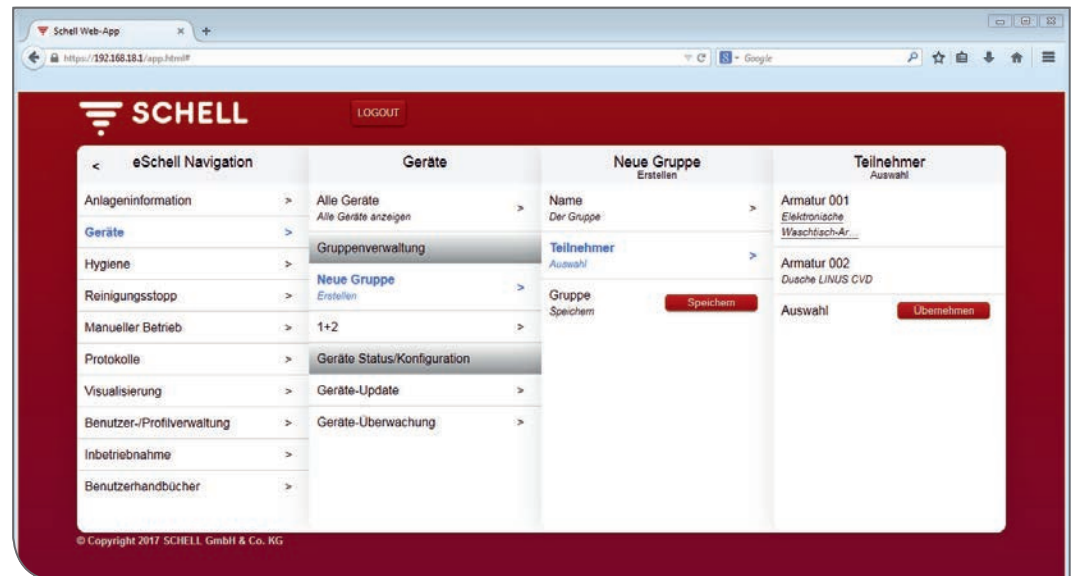 Schell Web-App
https://192.168.18.1/app.html#
Google
SCHELL
LOGOUT
< eSchell Navigation
Anlageninformation >
Geräte >
Hygiene >
Reinigungsstopp >
Manueller Betrieb >
Protokolle >
Visualisierung >
Benutzer-/Profilverwaltung >
Inbetriebnahme >
Benutzerhandbücher >
Geräte
Alle Geräte >
Alle Geräte anzeigen
Gruppenverwaltung
Neue Gruppe >
Erstellen
1+2 >
Geräte Status/Konfiguration
Geräte-Update >
Geräte-Überwachung >
Neue Gruppe
Erstellen
Name >
Der Gruppe
Teilnehmer >
Auswahl
Gruppe Speichern
Speichern
Teilnehmer
Auswahl
Armatur 001
Elektronische
Waschtisch-Ar...
Armatur 002
Dusche LINUS CVD
Auswahl Übernehmen
© Copyright 2017 SCHELL GmbH & Co. KG